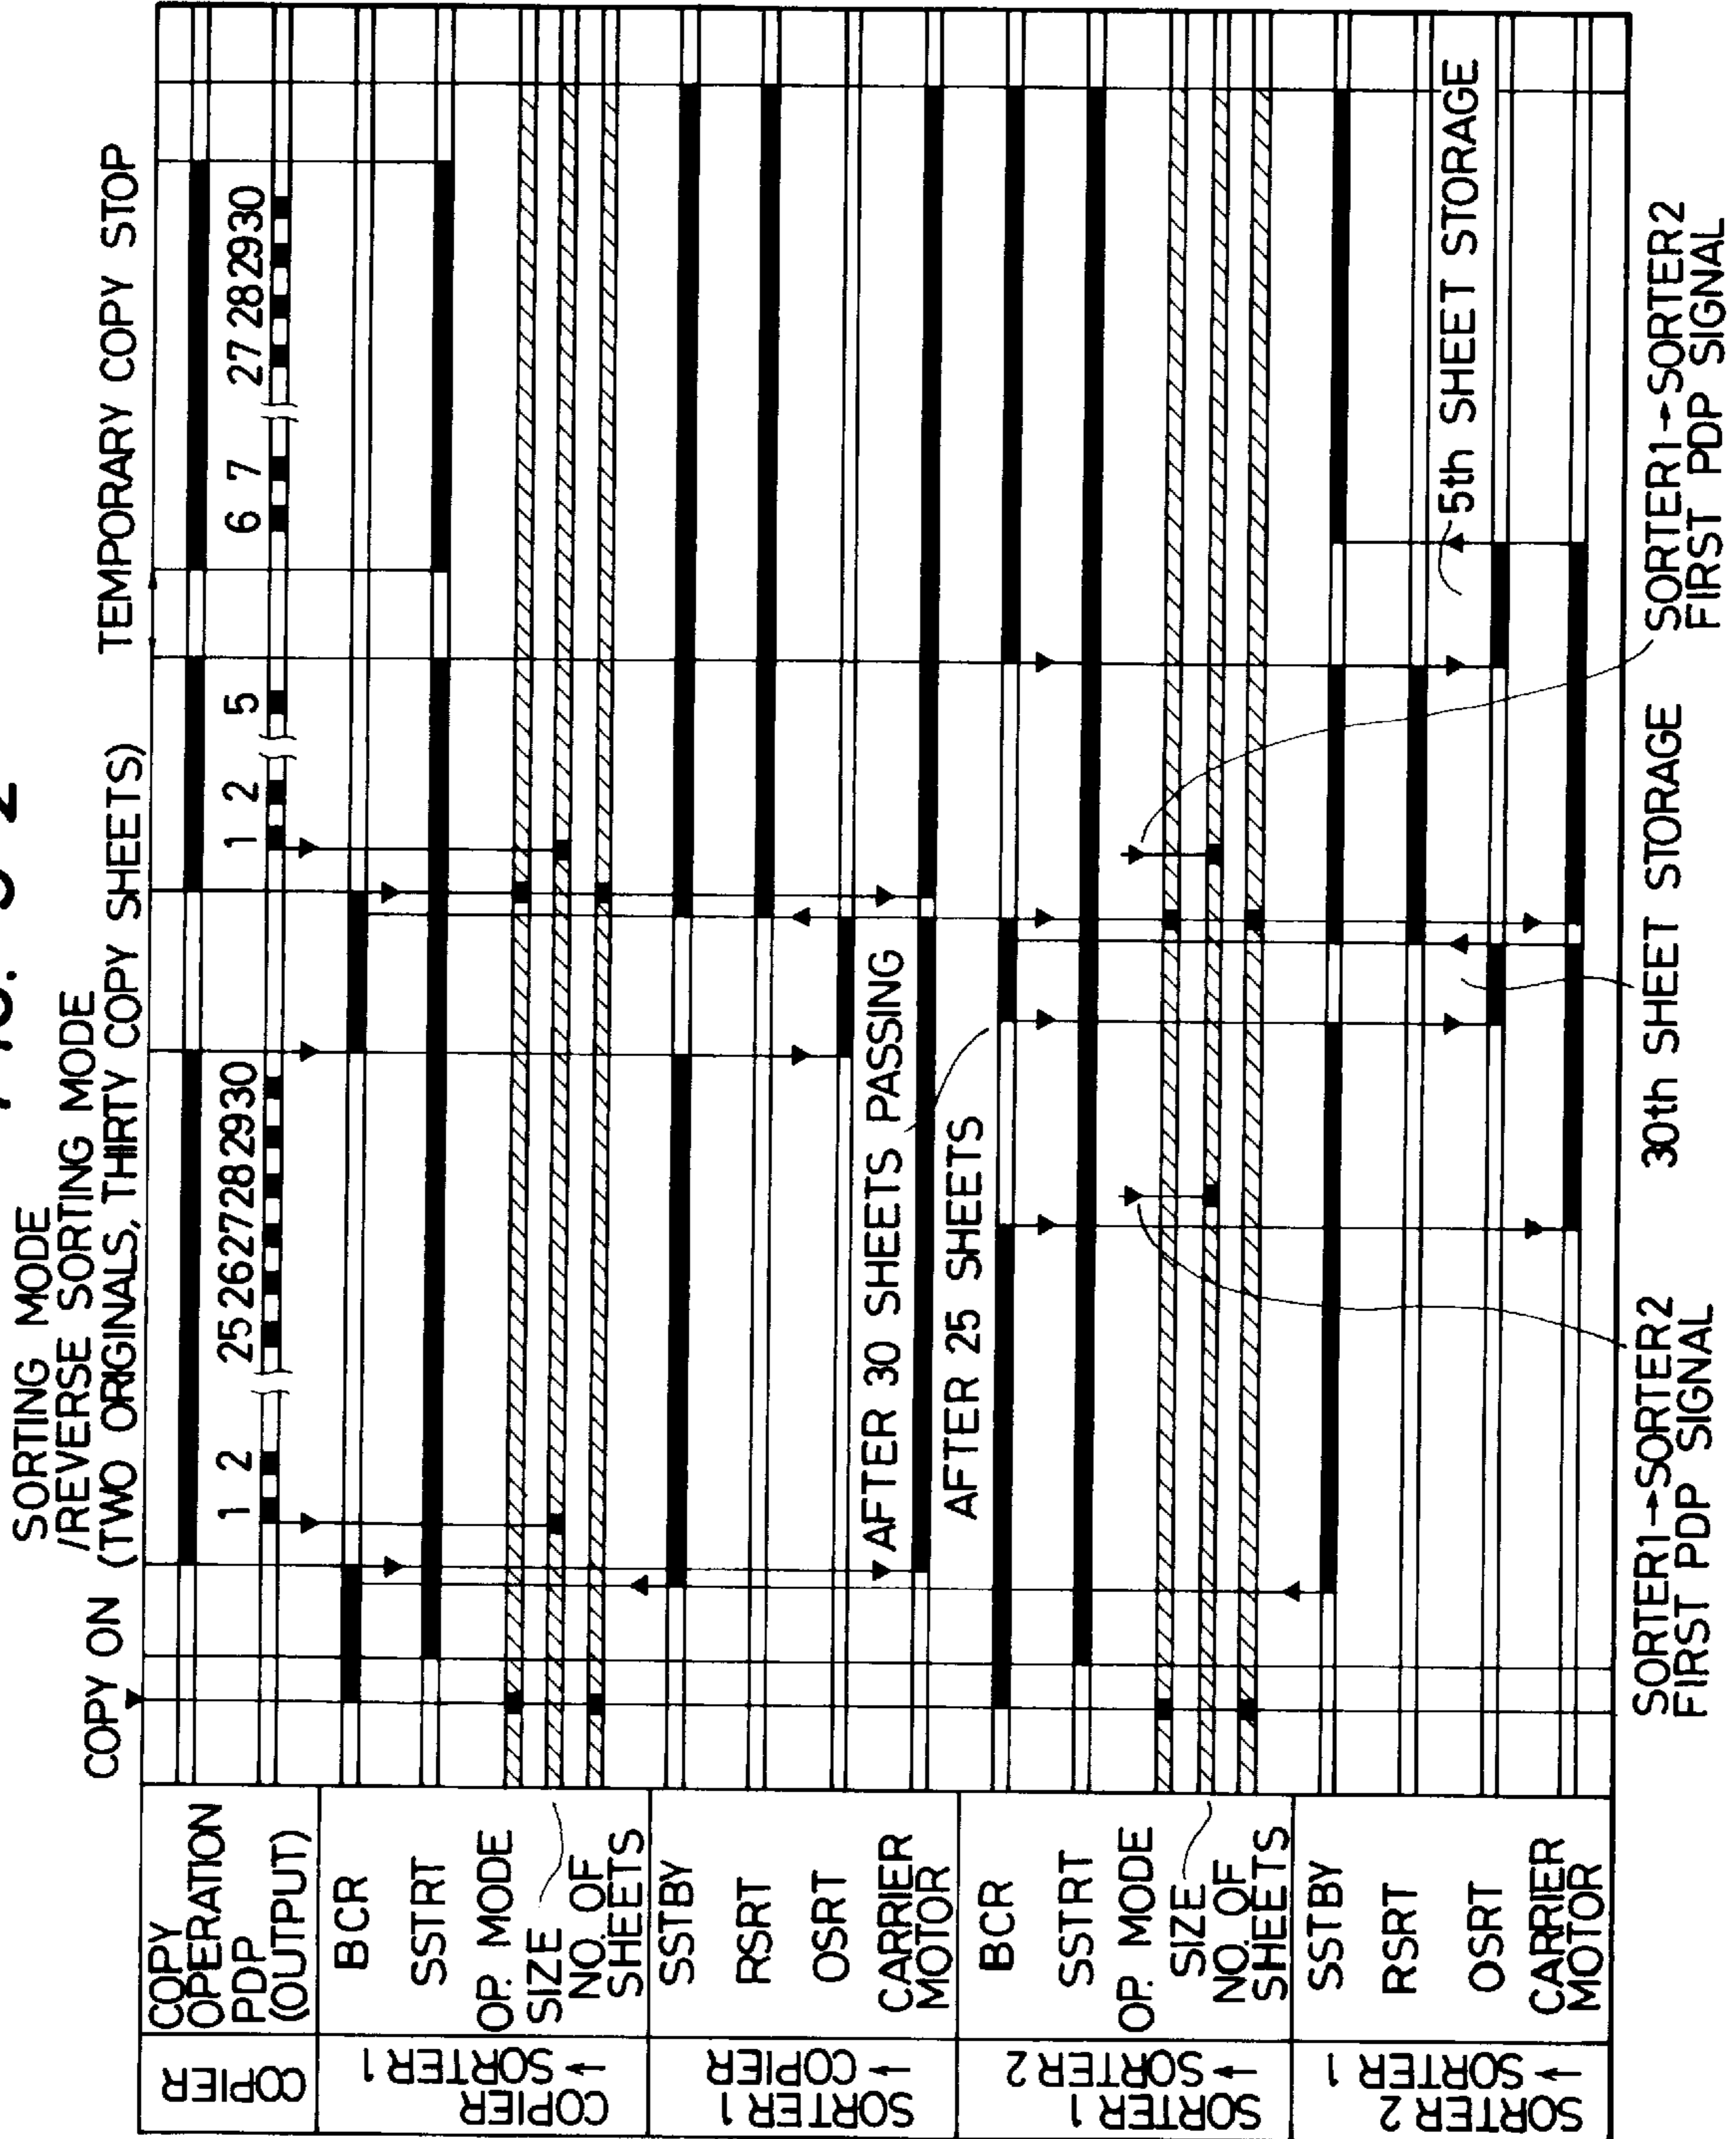 SORTING MODE
/REVERSE SORTING MODE
COPY ON (TWO ORIGINALS, THIRTY COPY SHEETS)
TEMPORARY COPY STOP
COPIER
COPY
OPERATION
PDP
(OUTPUT)
1 2 25 26 27 28 29 30 1 2 5 6 7 27 28 29 30
COPIER
→ SORTER 1
BCR
SSTRT
OP. MODE
SIZE
NO. OF
SHEETS
SORTER 1
→ COPIER
SSTBY
RSRT
OSRT
CARRIER
MOTOR
AFTER 30 SHEETS PASSING
AFTER 25 SHEETS
SORTER 1
→ SORTER 2
BCR
SSTRT
OP. MODE
SIZE
NO. OF
SHEETS
SORTER 2
→ SORTER 1
SSTBY
RSRT
OSRT
CARRIER
MOTOR
5th SHEET STORAGE
SORTER1→SORTER2
FIRST PDP SIGNAL
30th SHEET STORAGE
SORTER1→SORTER2
FIRST PDP SIGNAL